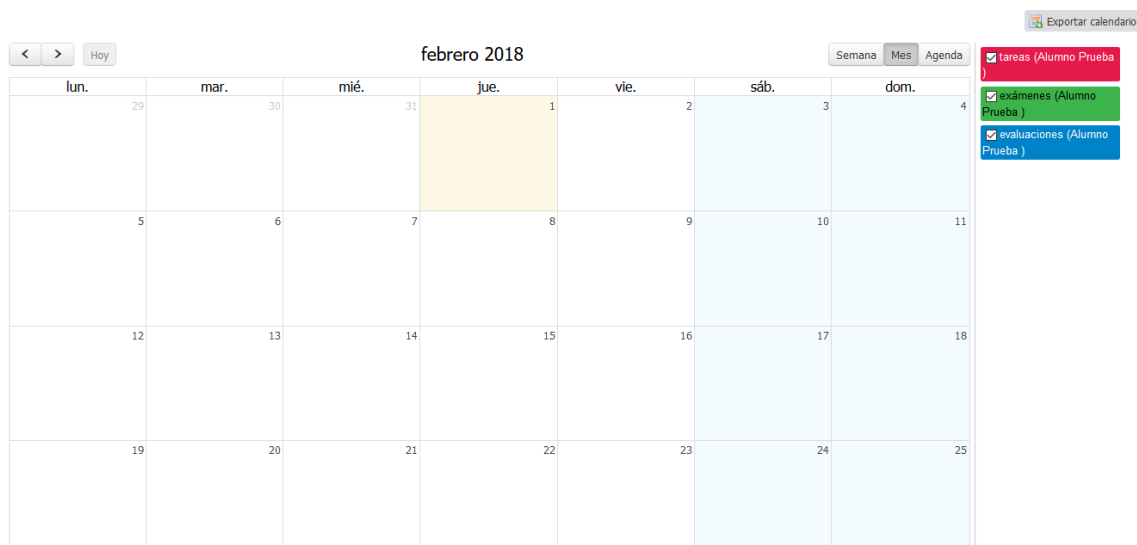 Exportar calendario
Hoy
febrero 2018
Semana Mes Agenda
lun. mar. mié. jue. vie. sáb. dom.
29 30 31 1 2 3 4
5 6 7 8 9 10 11
12 13 14 15 16 17 18
19 20 21 22 23 24 25
tareas (Alumno Prueba
)
exámenes (Alumno
Prueba )
evaluaciones (Alumno
Prueba )